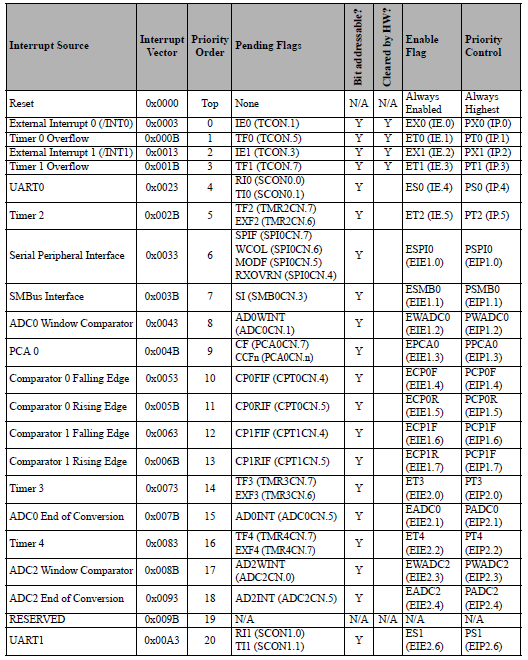 Interrupt Source Interrupt Vector Priority Order Pending Flags Bit addressable? Cleared by HW? Enable Flag Priority Control
Reset 0x0000 Top None N/A N/A Always Enabled Always Highest
External Interrupt 0 (/INT0) 0x0003 0 IE0 (TCON.1) Y Y EX0 (IE.0) PX0 (IP.0)
Timer 0 Overflow 0x000B 1 TF0 (TCON.5) Y Y ET0 (IE.1) PT0 (IP.1)
External Interrupt 1 (/INT1) 0x0013 2 IE1 (TCON.3) Y Y EX1 (IE.2) PX1 (IP.2)
Timer 1 Overflow 0x001B 3 TF1 (TCON.7) Y Y ET1 (IE.3) PT1 (IP.3)
UART0 0x0023 4 RI0 (SCON0.0) TI0 (SCON0.1) Y ES0 (IE.4) PS0 (IP.4)
Timer 2 0x002B 5 TF2 (TMR2CN.7) EXF2 (TMR2CN.6) Y ET2 (IE.5) PT2 (IP.5)
Serial Peripheral Interface 0x0033 6 SPIF (SPI0CN.7) WCOL (SPI0CN.6) MODF (SPI0CN.5) RXOVRN (SPI0CN.4) Y ESPI0 (EIE1.0) PSPI0 (EIP1.0)
SMBus Interface 0x003B 7 SI (SMB0CN.3) Y ESMB0 (EIE1.1) PSMB0 (EIP1.1)
ADC0 Window Comparator 0x0043 8 AD0WINT (ADC0CN.1) Y EWADC0 (EIE1.2) PWADC0 (EIP1.2)
PCA 0 0x004B 9 CF (PCA0CN.7) CCFn (PCA0CN.n) Y EPCA0 (EIE1.3) PPCA0 (EIP1.3)
Comparator 0 Falling Edge 0x0053 10 CP0FIF (CPT0CN.4) Y ECP0F (EIE1.4) PCP0F (EIP1.4)
Comparator 0 Rising Edge 0x005B 11 CP0RIF (CPT0CN.5) Y ECP0R (EIE1.5) PCP0R (EIP1.5)
Comparator 1 Falling Edge 0x0063 12 CP1FIF (CPT1CN.4) Y ECP1F (EIE1.6) PCP1F (EIP1.6)
Comparator 1 Rising Edge 0x006B 13 CP1RIF (CPT1CN.5) Y ECP1R (EIE1.7) PCP1F (EIP1.7)
Timer 3 0x0073 14 TF3 (TMR3CN.7) EXF3 (TMR3CN.6) Y ET3 (EIE2.0) PT3 (EIP2.0)
ADC0 End of Conversion 0x007B 15 AD0INT (ADC0CN.5) Y EADC0 (EIE2.1) PADC0 (EIP2.1)
Timer 4 0x0083 16 TF4 (TMR4CN.7) EXF4 (TMR4CN.7) Y ET4 (EIE2.2) PT4 (EIP2.2)
ADC2 Window Comparator 0x008B 17 AD2WINT (ADC2CN.0) Y EWADC2 (EIE2.3) PWADC2 (EIP2.3)
ADC2 End of Conversion 0x0093 18 AD2INT (ADC2CN.5) Y EADC2 (EIE2.4) PADC2 (EIP2.4)
RESERVED 0x009B 19 N/A N/A N/A N/A N/A
UART1 0x00A3 20 RI1 (SCON1.0) TI1 (SCON1.1) Y ES1 (EIE2.6) PS1 (EIP2.6)